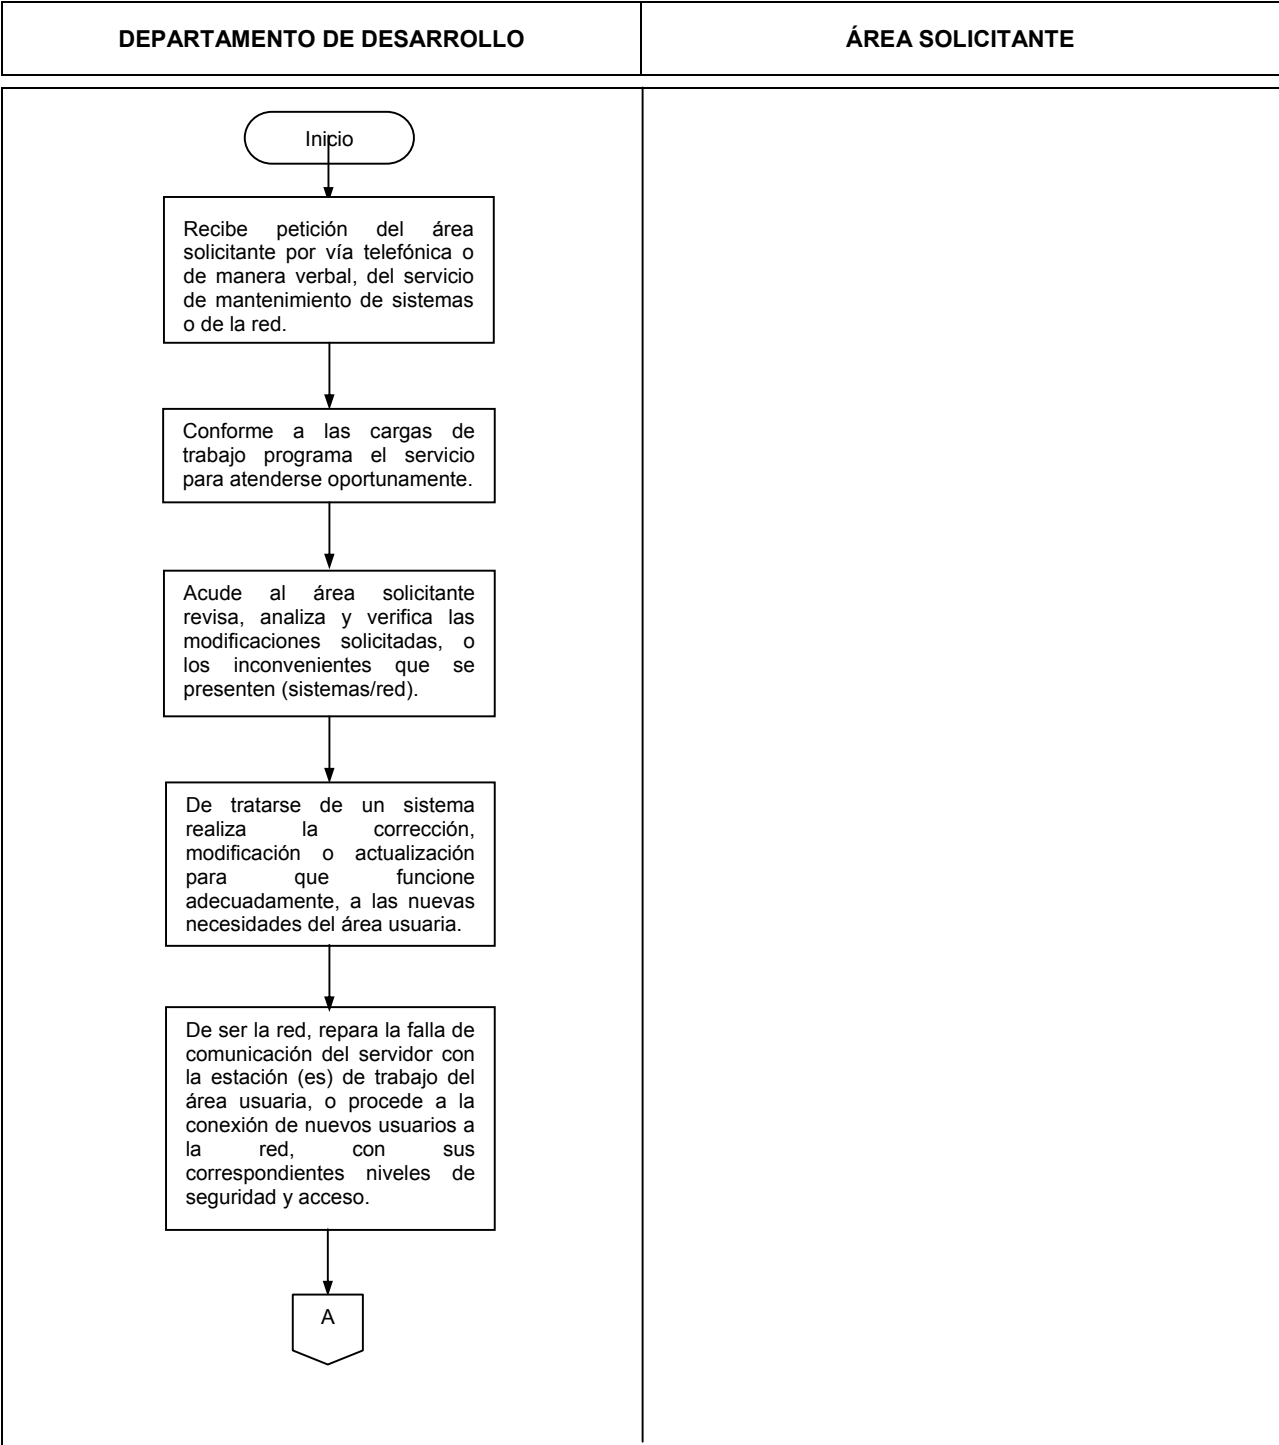 DEPARTAMENTO DE DESARROLLO
ÁREA SOLICITANTE
Inicio
Recibe petición del área
solicitante por vía telefónica o
de manera verbal, del servicio
de mantenimiento de sistemas
o de la red.
Conforme a las cargas de
trabajo programa el servicio
para atenderse oportunamente.
Acude al área solicitante
revisa, analiza y verifica las
modificaciones solicitadas, o
los inconvenientes que se
presenten (sistemas/red).
De tratarse de un sistema
realiza la corrección,
modificación o actualización
para que funcione
adecuadamente, a las nuevas
necesidades del área usuaria.
De ser la red, repara la falla de
comunicación del servidor con
la estación (es) de trabajo del
área usuaria, o procede a la
conexión de nuevos usuarios a
la red, con sus
correspondientes niveles de
seguridad y acceso.
A